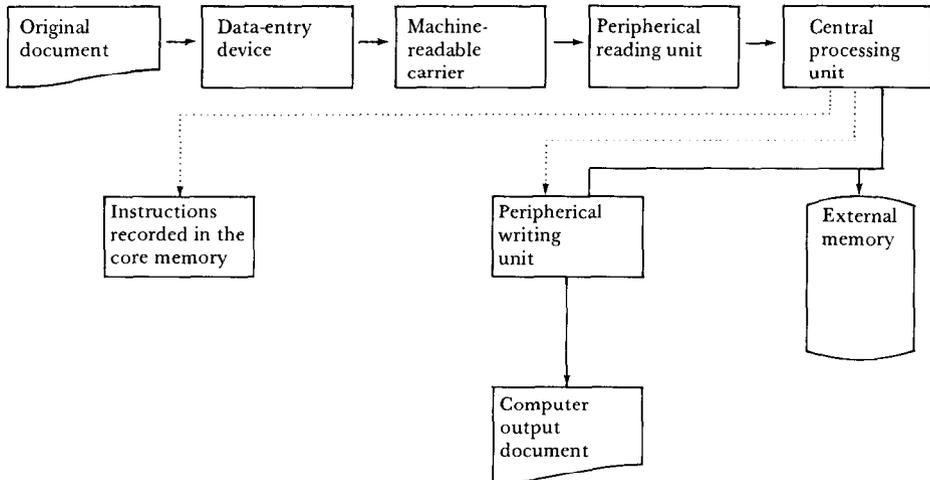 Original
document
Data-entry
device
Machine-
readable
carrier
Peripherical
reading unit
Central
processing
unit
Instructions
recorded in the
core memory
Peripherical
writing
unit
External
memory
Computer
output
document